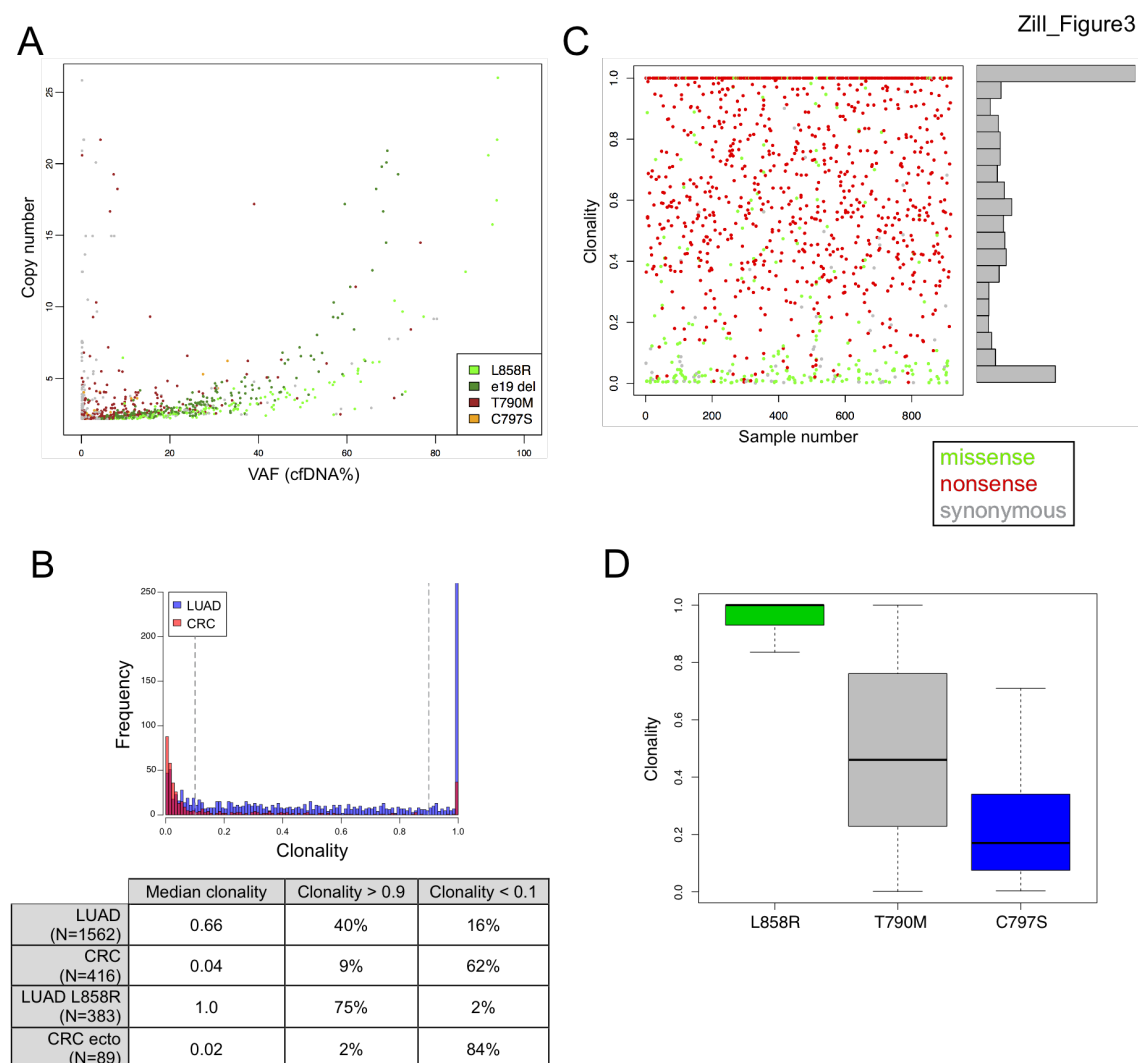 Zill_Figure3
A
Copy number
25
20
15
10
5
L858R
e19 del
T790M
C797S
0 20 40 60 80 100
VAF (cfDNA%)
C
Clonality
1.0
0.8
0.6
0.4
0.2
0.0
0 200 400 600 800
Sample number
missense
nonsense
synonymous
B
Frequency
250
200
150
100
50
0
LUAD
CRC
0.0 0.2 0.4 0.6 0.8 1.0
Clonality
Median clonality Clonality > 0.9 Clonality < 0.1
LUAD
(N=1562) 0.66 40% 16%
CRC
(N=416) 0.04 9% 62%
LUAD L858R
(N=383) 1.0 75% 2%
CRC ecto
(N=89) 0.02 2% 84%
D
Clonality
1.0
0.8
0.6
0.4
0.2
0.0
L858R T790M C797S